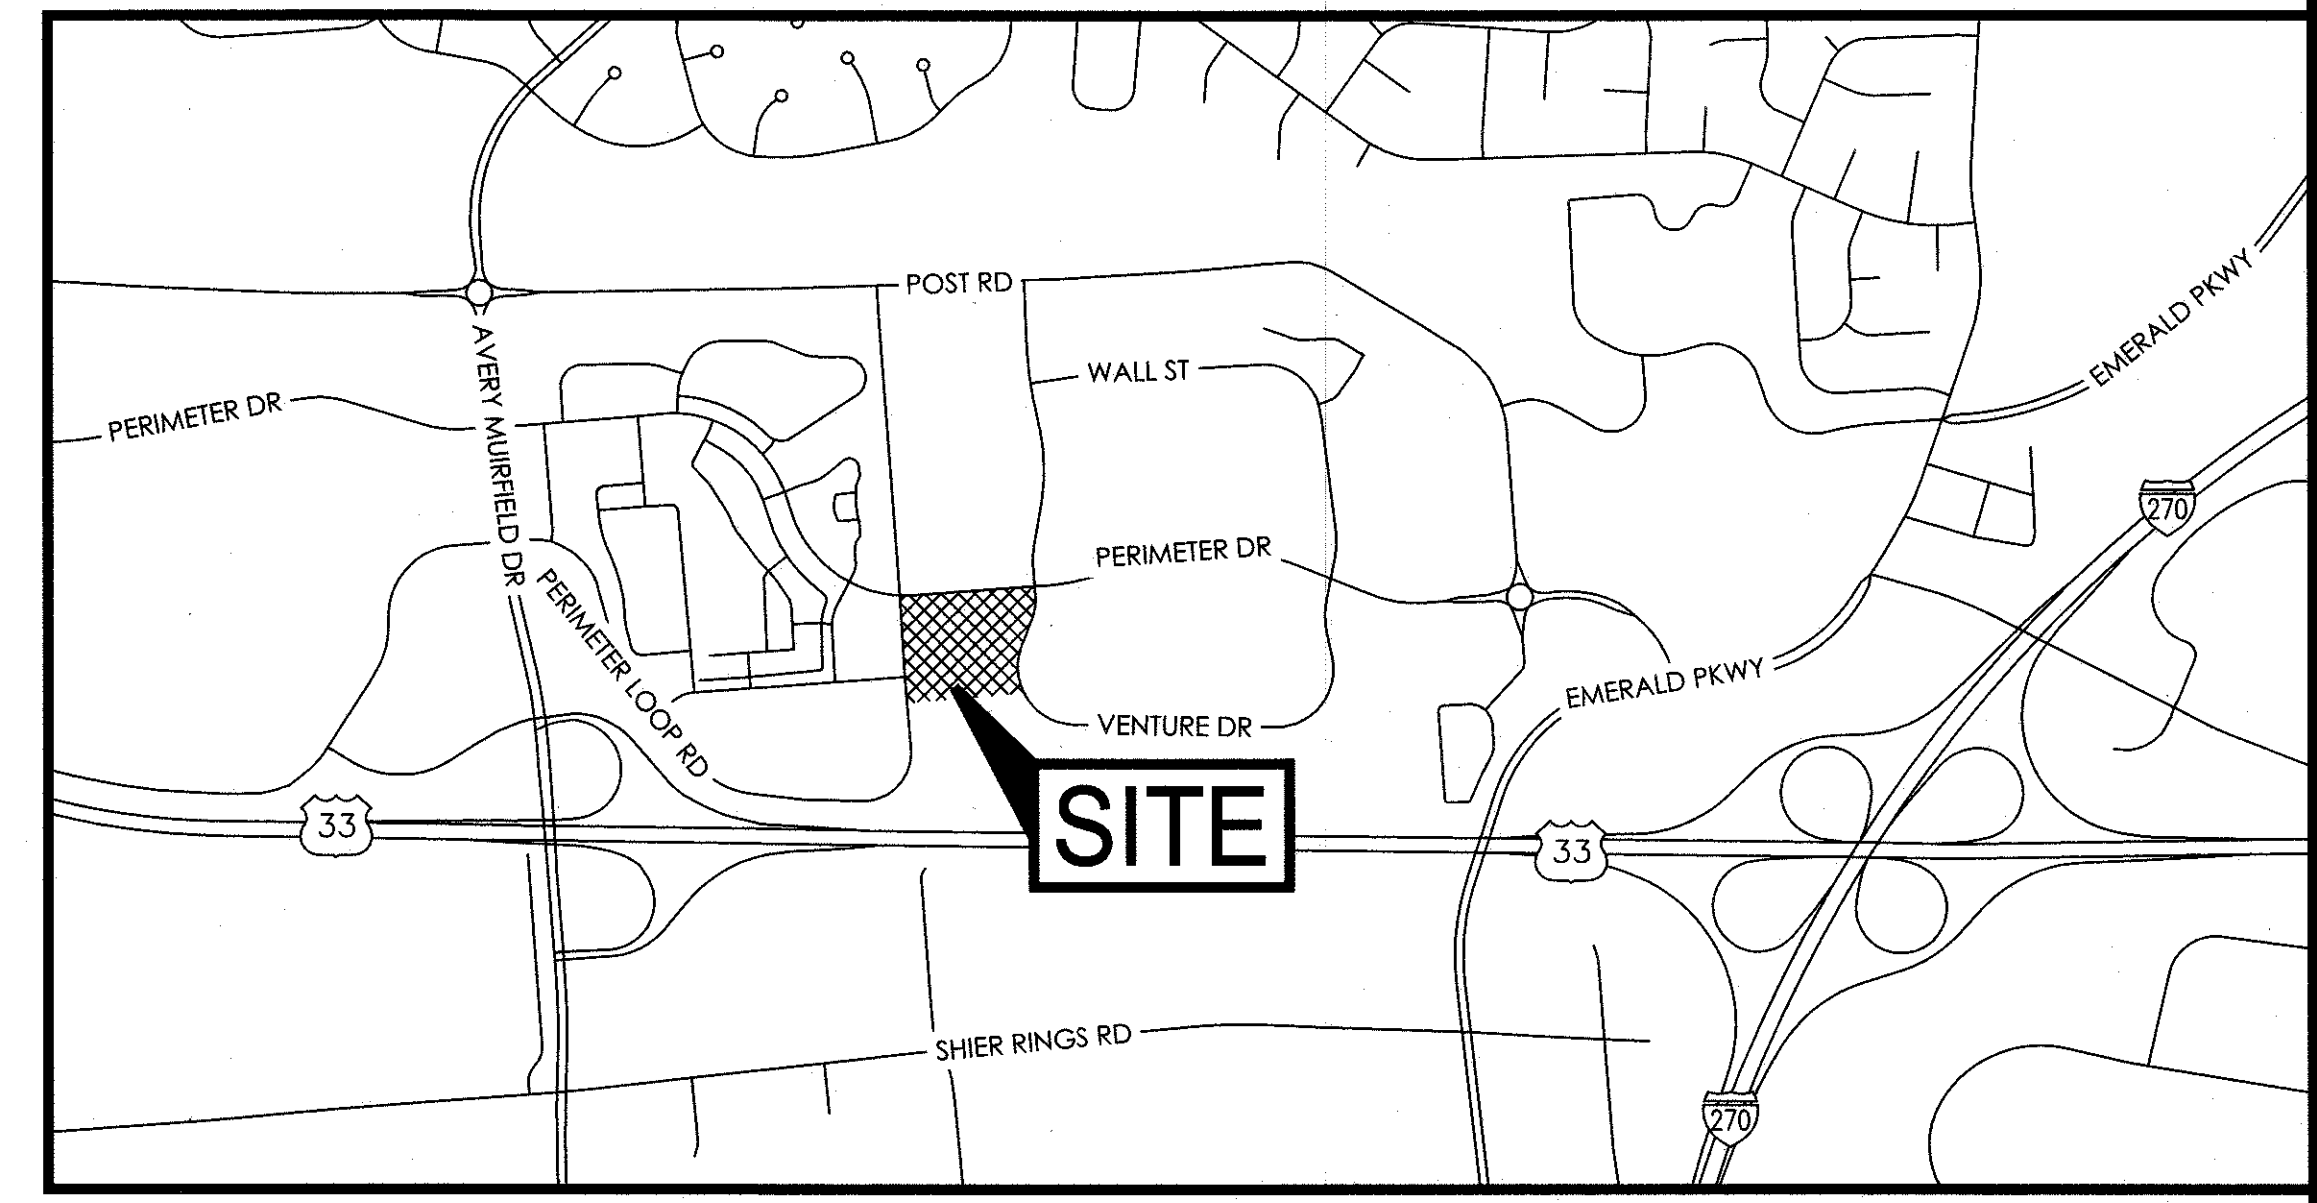 POST RD
AVERY MUIRFIELD DR
EMERALD PKWY
WALL ST
PERIMETER DR
270
PERIMETER DR
PERIMETER LOOP RD
EMERALD PKWY
VENTURE DR
33
SITE
33
SHIER RINGS RD
270